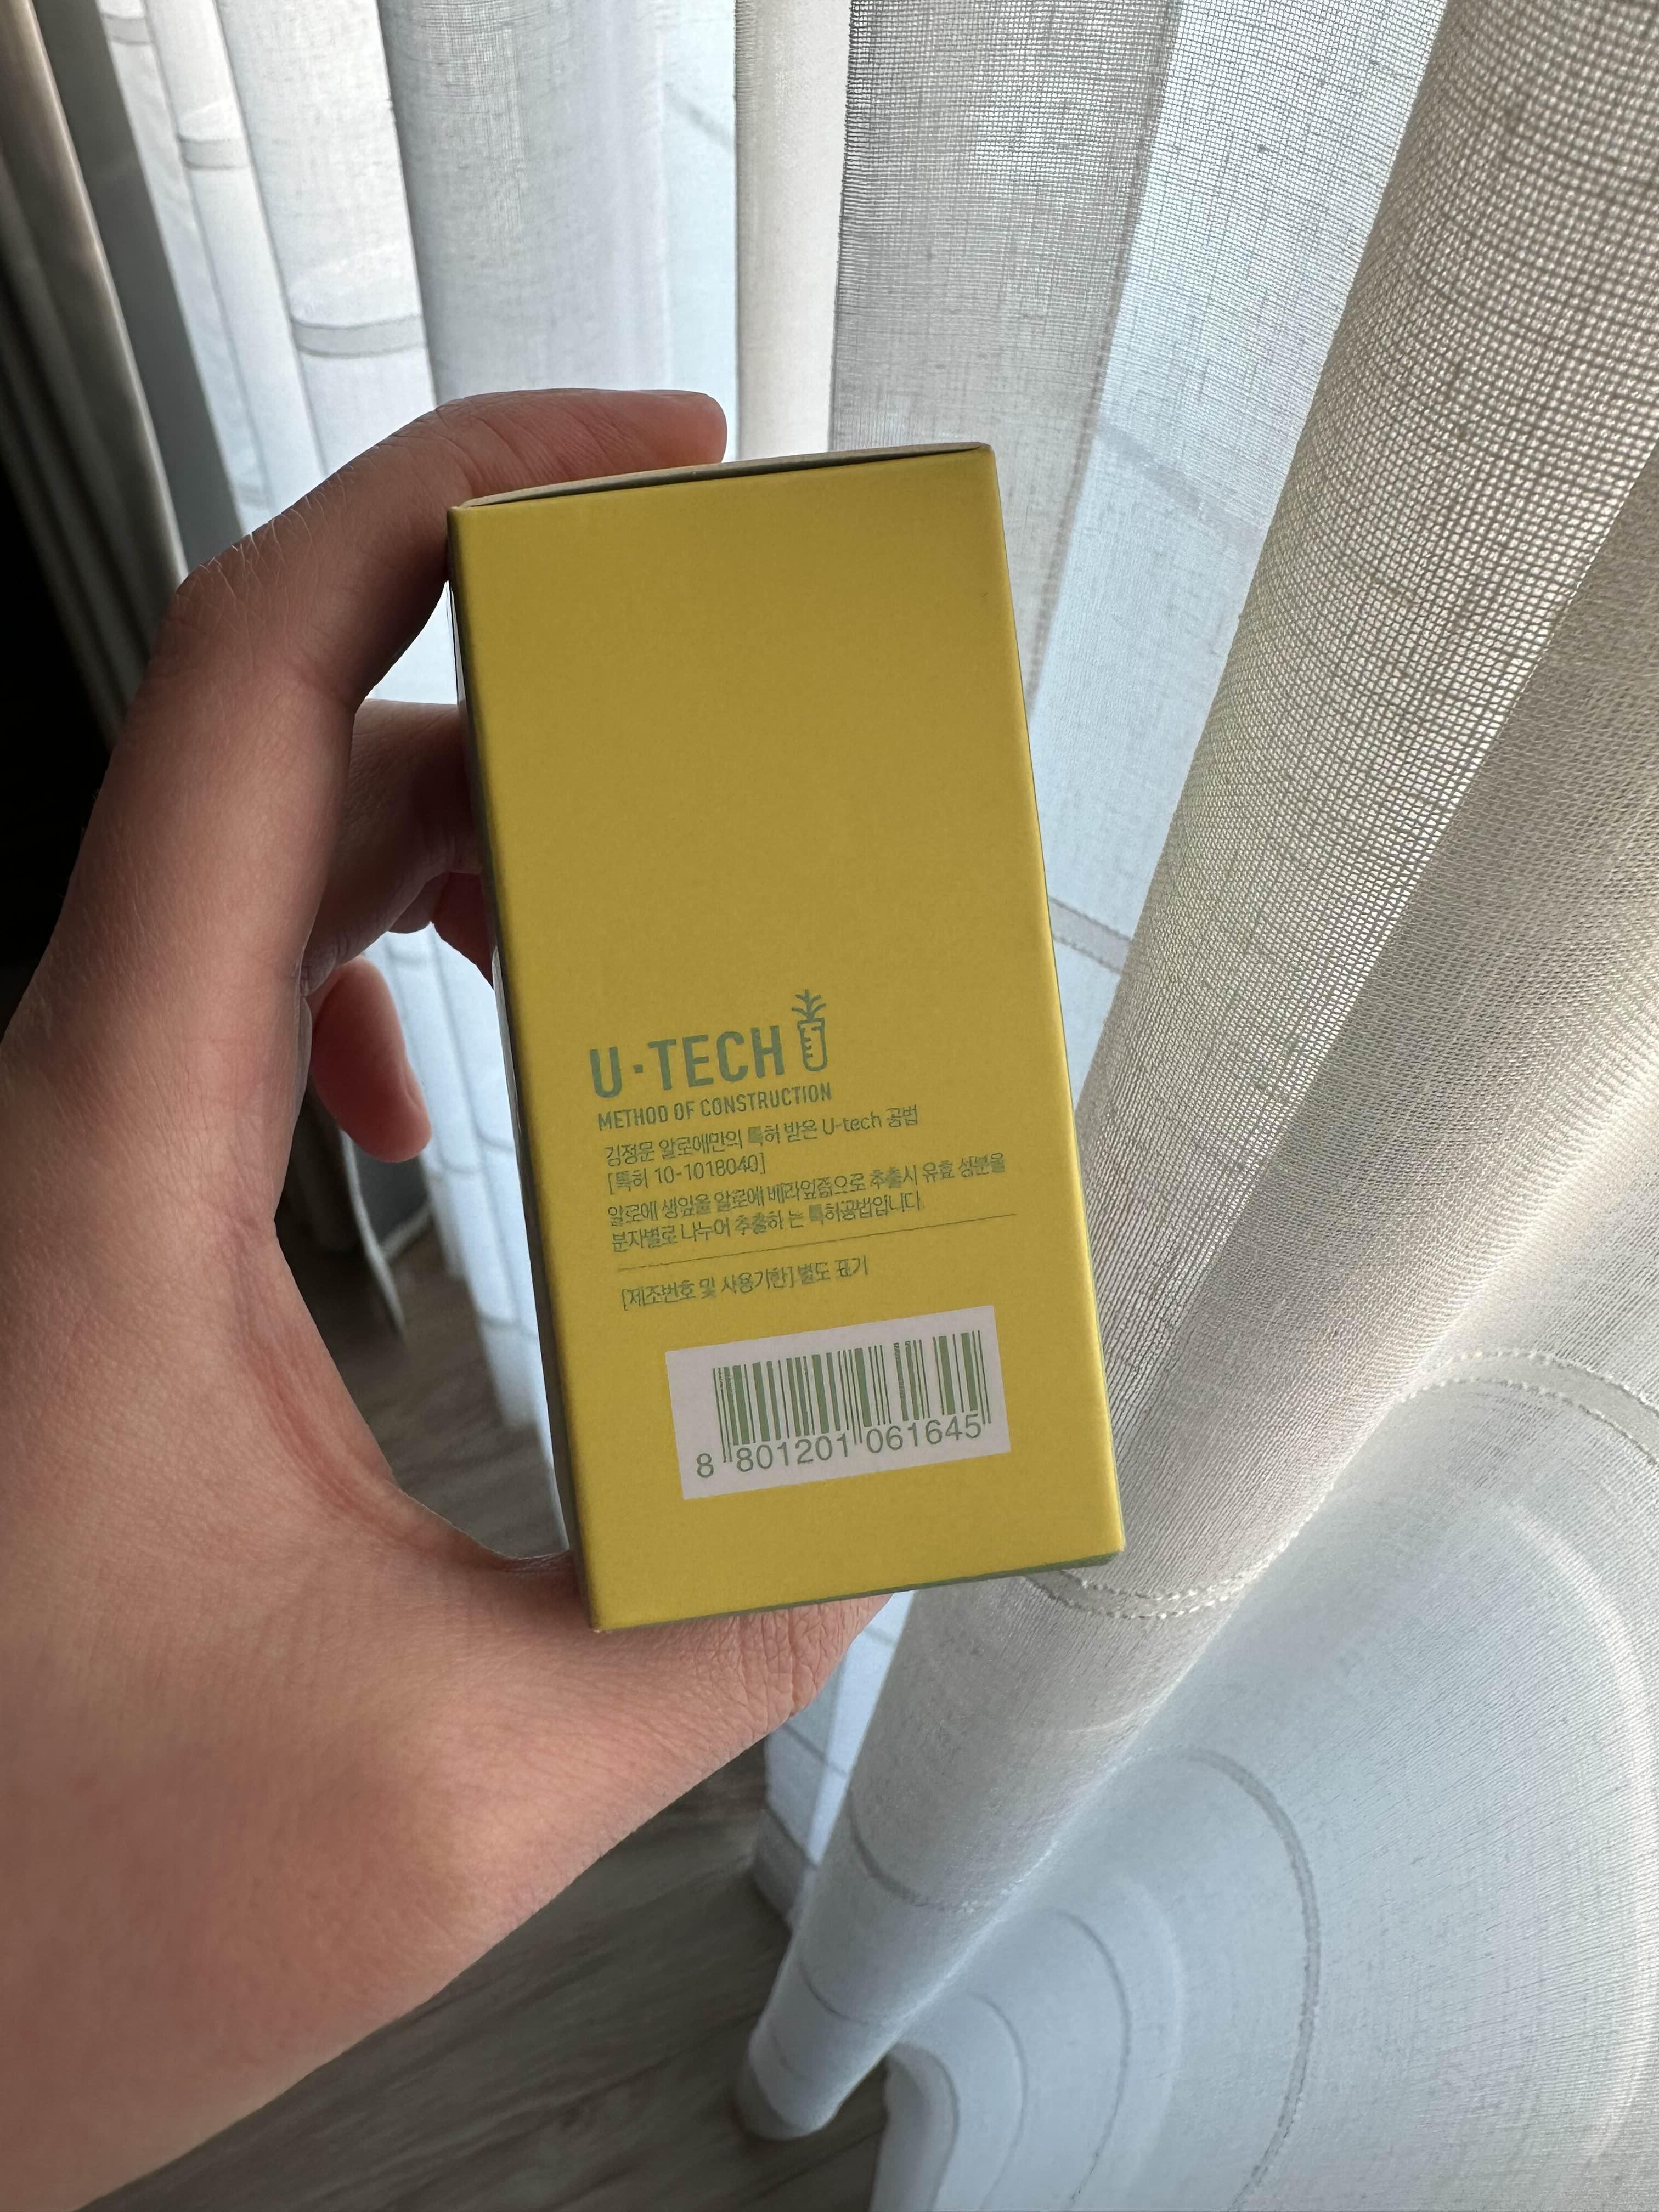 U·TECH
METHOD OF CONSTRUCTION
김정문 알로에만의 특허 받은 U-tech 공법
[특허 10-1018040]
알로에 생잎을 알로에 베라잎즙으로 추출시 유효 성분을
분자별로 나누어 추출하 는 특허공법입니다.
[제조번호 및 사용기한] 별도 표기
8 801201 061645